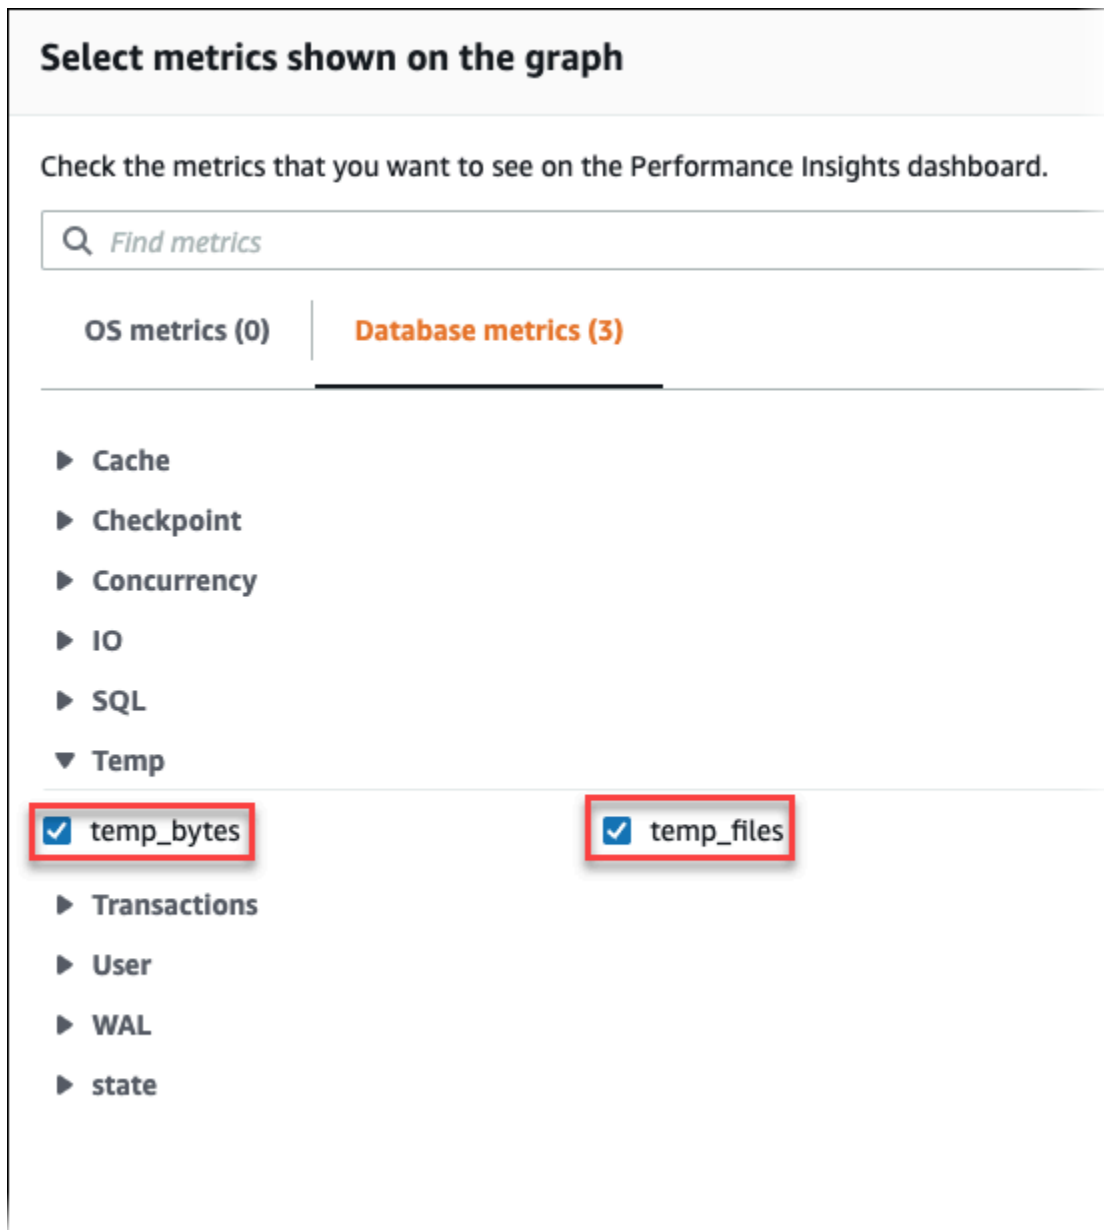 Select metrics shown on the graph
Check the metrics that you want to see on the Performance Insights dashboard.
Find metrics
OS metrics (0) Database metrics (3)
Cache
Checkpoint
Concurrency
IO
SQL
Temp
temp_bytes temp_files
Transactions
User
WAL
state